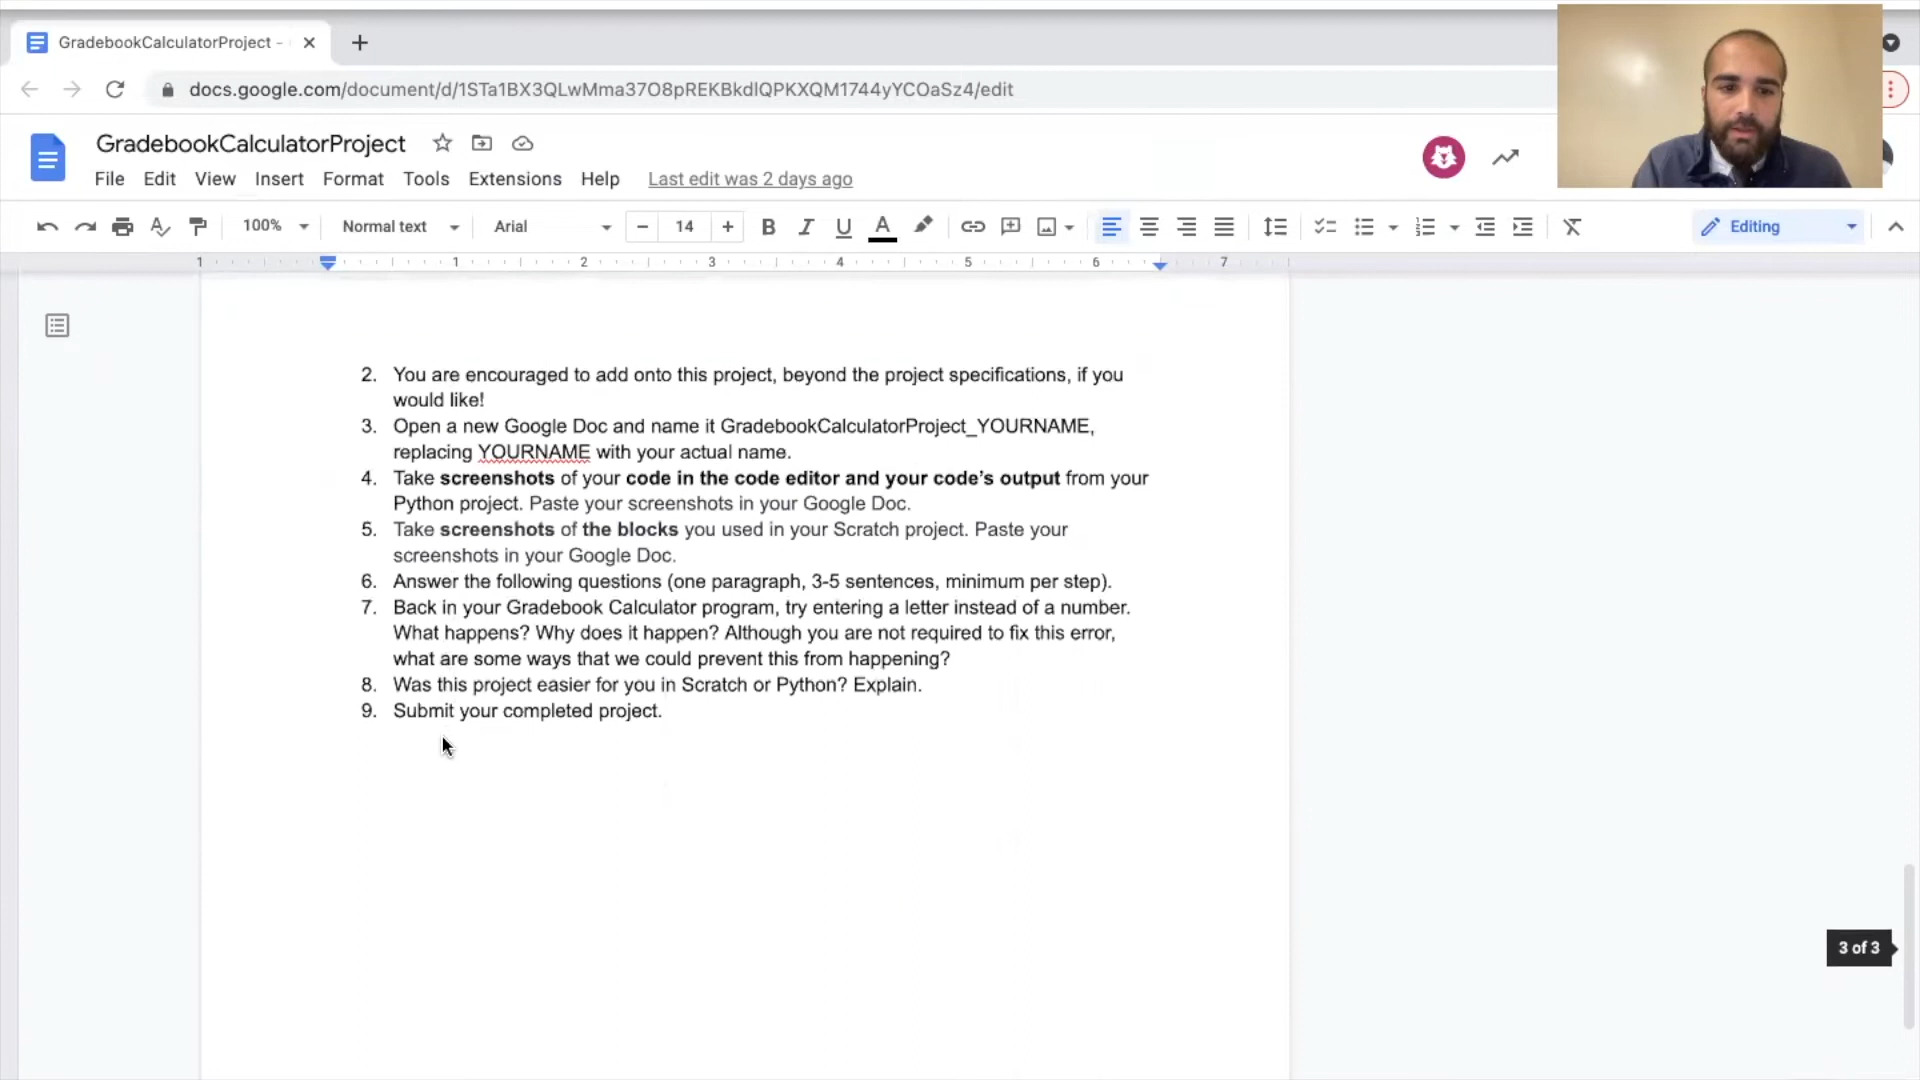 GradebookCalculatorProject -
docs.google.com/document/d/1STa1BX3QLwMma37O8pREKBkdlQPKXQM1744yYCOaSz4/edit
GradebookCalculatorProject
File Edit View Insert Format Tools Extensions Help Last edit was 2 days ago
100% Normal text Arial 14 Editing
1 1 2 3 4 5 6 7
2. You are encouraged to add onto this project, beyond the project specifications, if you
would like!
3. Open a new Google Doc and name it GradebookCalculatorProject_YOURNAME,
replacing YOURNAME with your actual name.
4. Take screenshots of your code in the code editor and your code's output from your
Python project. Paste your screenshots in your Google Doc.
5. Take screenshots of the blocks you used in your Scratch project. Paste your
screenshots in your Google Doc.
6. Answer the following questions (one paragraph, 3-5 sentences, minimum per step).
7. Back in your Gradebook Calculator program, try entering a letter instead of a number.
What happens? Why does it happen? Although you are not required to fix this error,
what are some ways that we could prevent this from happening?
8. Was this project easier for you in Scratch or Python? Explain.
9. Submit your completed project.
3 of 3